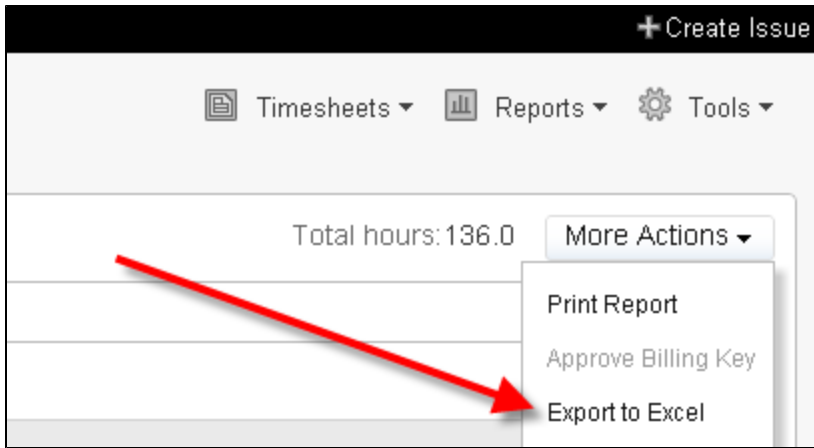 Create Issue
Timesheets Reports Tools
Total hours: 136.0 More Actions
Print Report
Approve Billing Key
Export to Excel